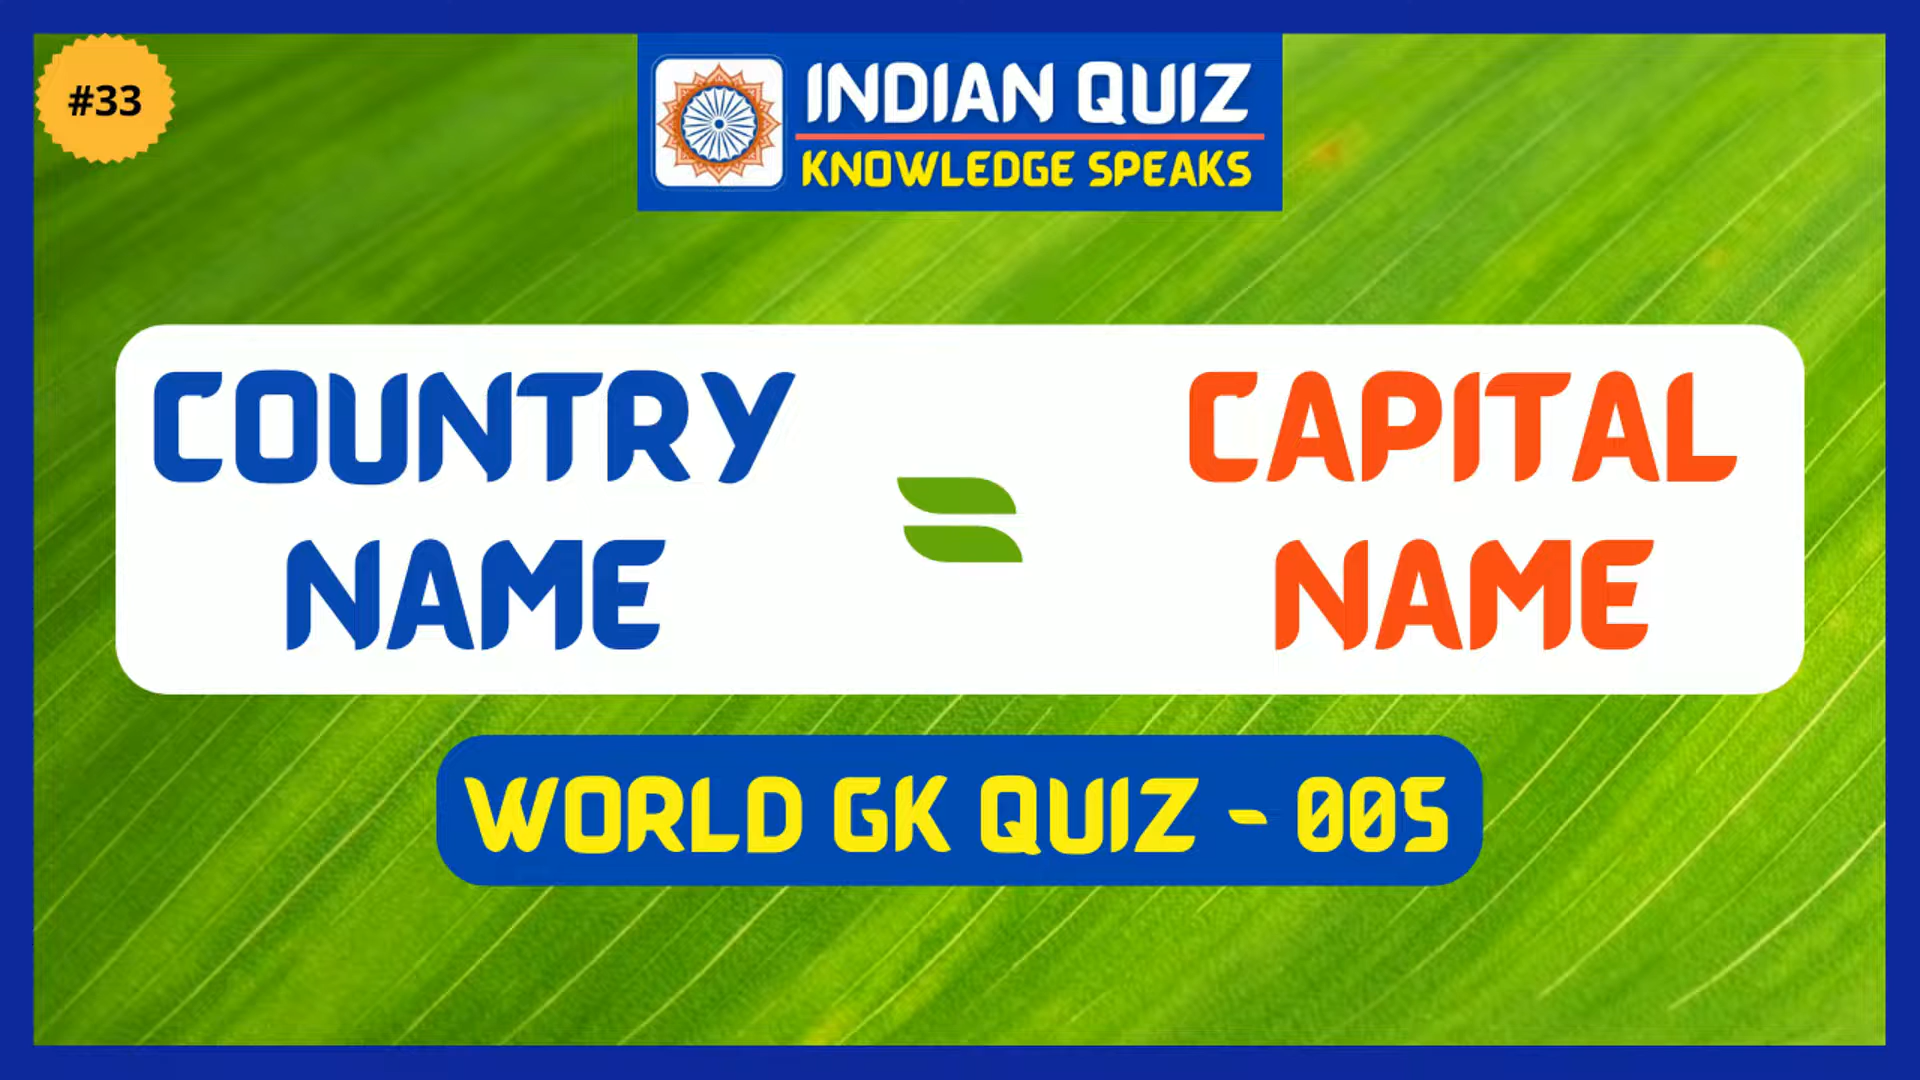 #33
INDIAN QUIZ
KNOWLEDGE SPEAKS
COUNTRY NAME = CAPITAL NAME
WORLD GK QUIZ - 005